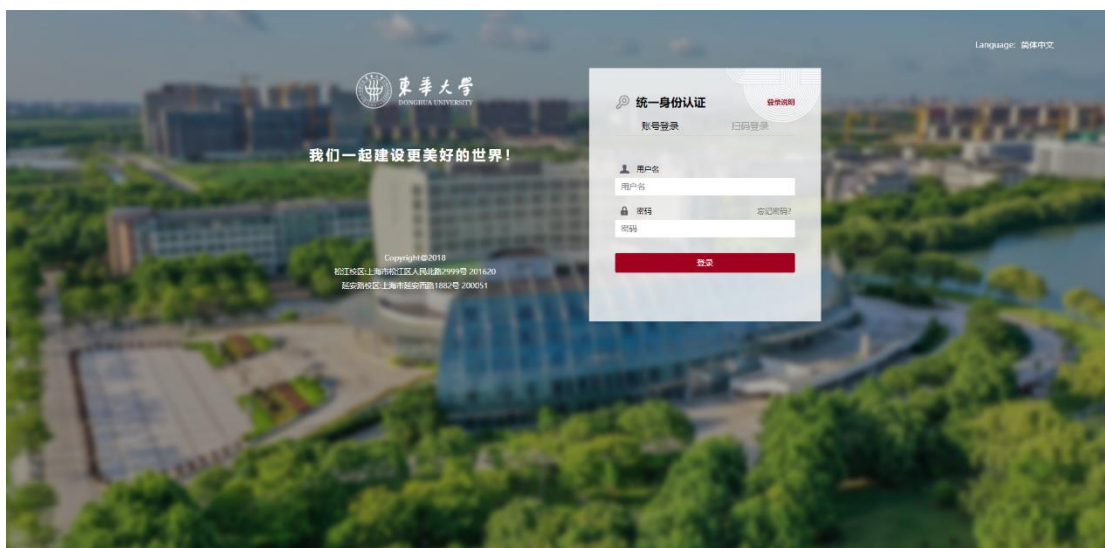 Language: 简体中文
東華大学
DONGHUA UNIVERSITY
我们一起建设更美好的世界！
Copyright@2018
松江校区:上海市松江区人民北路2999号 201620
延安路校区:上海市延安西路1882号 200051
统一身份认证
登录说明
账号登录
扫码登录
用户名
用户名
密码
忘记密码?
密码
登录